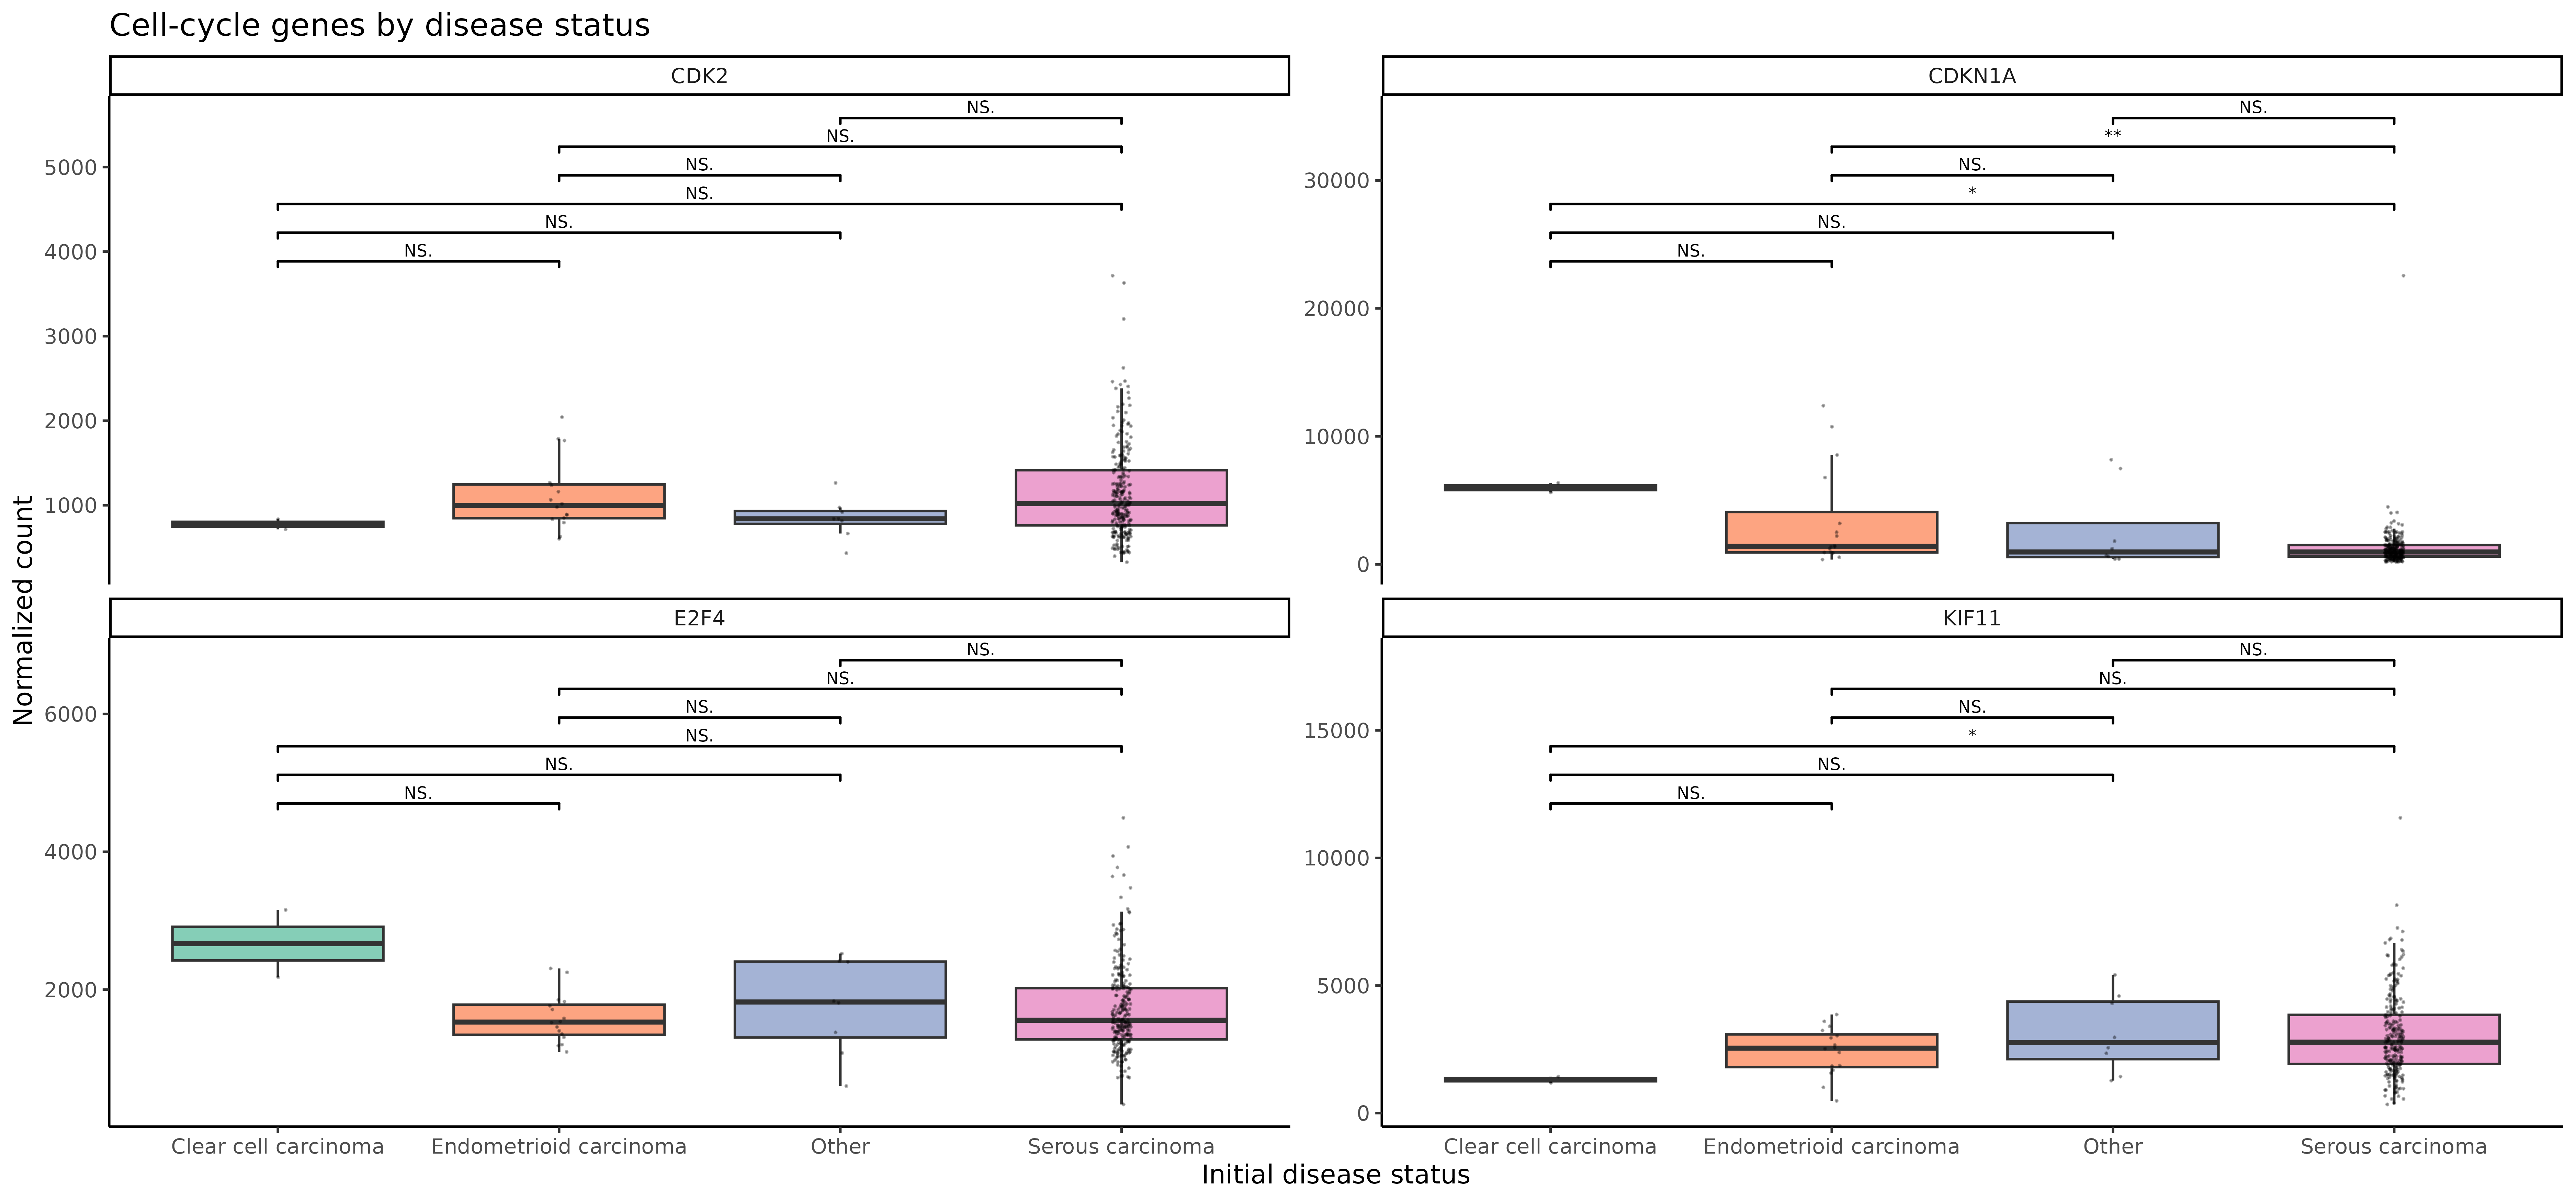 Cell-cycle genes by disease status
CDK2
NS.
NS.
NS.
NS.
NS.
NS.
5000
4000
3000
2000
1000
CDKN1A
NS.
**
NS.
*
NS.
NS.
30000
20000
10000
0
Normalized count
E2F4
NS.
NS.
NS.
NS.
NS.
NS.
6000
4000
2000
Clear cell carcinoma Endometrioid carcinoma Other Serous carcinoma
KIF11
NS.
NS.
NS.
*
NS.
NS.
15000
10000
5000
0
Clear cell carcinoma Endometrioid carcinoma Other Serous carcinoma
Initial disease status